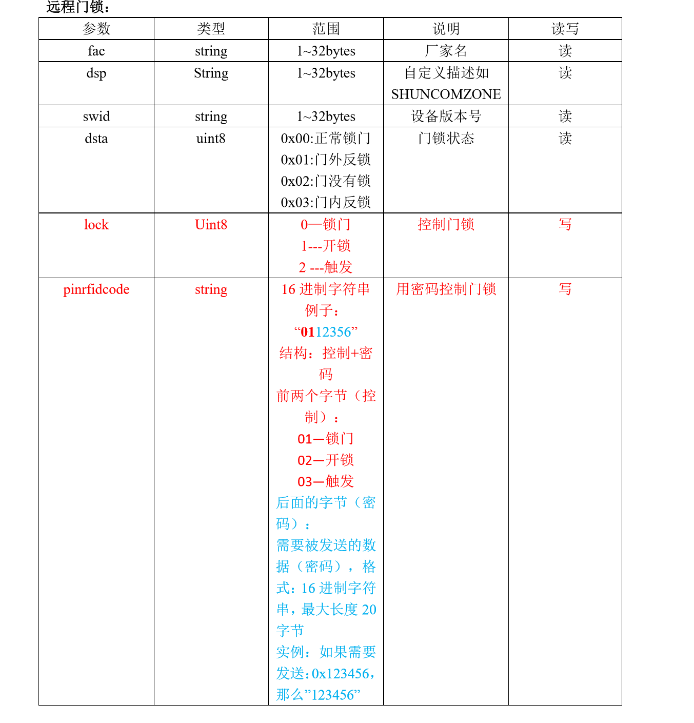 远程门锁：
参数 类型 范围 说明 读写
fac string 1~32bytes 厂家名 读
dsp String 1~32bytes 自定义描述如 读
SHUNCOMZONE
swid string 1~32bytes 设备版本号 读
dsta uint8 0x00:正常锁门 门锁状态 读
0x01:门外反锁
0x02:门没有锁
0x03:门内反锁
lock Uint8 0—锁门 控制门锁 写
1---开锁
2 ---触发
pinrfidcode string 16 进制字符串 用密码控制门锁 写
例子：
“0112356”
结构：控制+密
码
前两个字节（控
制）：
01—锁门
02—开锁
03—触发
后面的字节（密
码）：
需要被发送的数
据（密码），格
式：16 进制字符
串，最大长度 20
字节
实例：如果需要
发送：0x123456，
那么”123456”